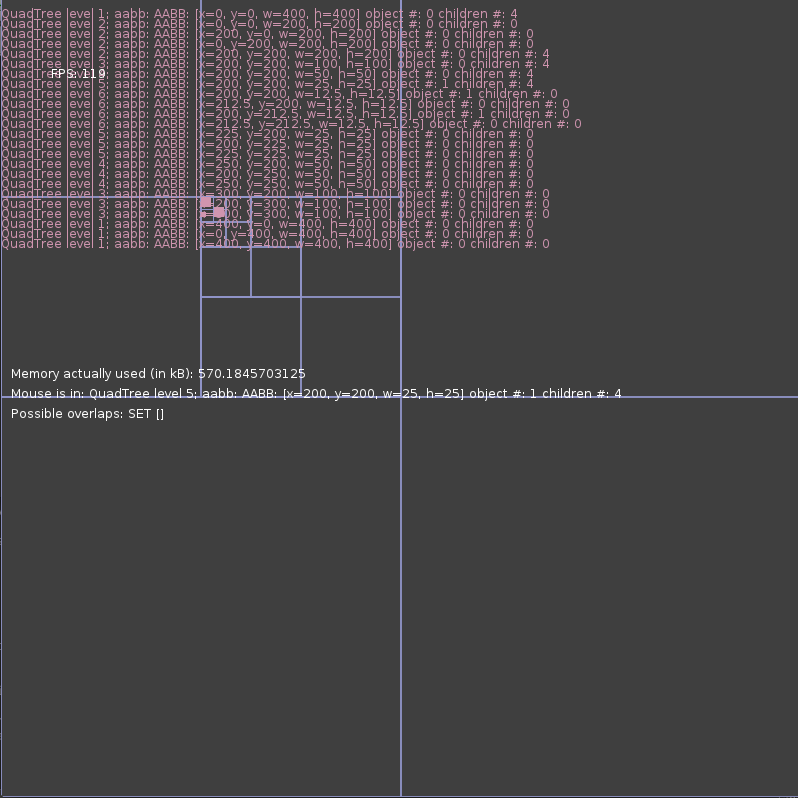 QuadTree level 1; aabb: AABB: [x=0, y=0, w=400, h=400] object #: 0 children #: 4
QuadTree level 2; aabb: AABB: [x=0, y=0, w=200, h=200] object #: 0 children #: 0
QuadTree level 2; aabb: AABB: [x=200, y=0, w=200, h=200] object #: 0 children #: 0
QuadTree level 2; aabb: AABB: [x=0, y=200, w=200, h=200] object #: 0 children #: 0
QuadTree level 2; aabb: AABB: [x=200, y=200, w=200, h=200] object #: 0 children #: 4
QuadTree level 3; aabb: AABB: [x=200, y=200, w=100, h=100] object #: 0 children #: 4
QuadTree level 4; aabb: AABB: [x=200, y=200, w=50, h=50] object #: 0 children #: 4
FPS: 119
QuadTree level 5; aabb: AABB: [x=200, y=200, w=25, h=25] object #: 1 children #: 4
QuadTree level 6; aabb: AABB: [x=200, y=200, w=12.5, h=12.5] object #: 1 children #: 0
QuadTree level 6; aabb: AABB: [x=212.5, y=200, w=12.5, h=12.5] object #: 0 children #: 0
QuadTree level 6; aabb: AABB: [x=200, y=212.5, w=12.5, h=12.5] object #: 1 children #: 0
QuadTree level 6; aabb: AABB: [x=212.5, y=212.5, w=12.5, h=12.5] object #: 0 children #: 0
QuadTree level 5; aabb: AABB: [x=225, y=200, w=25, h=25] object #: 0 children #: 0
QuadTree level 5; aabb: AABB: [x=200, y=225, w=25, h=25] object #: 0 children #: 0
QuadTree level 5; aabb: AABB: [x=225, y=225, w=25, h=25] object #: 0 children #: 0
QuadTree level 4; aabb: AABB: [x=250, y=200, w=50, h=50] object #: 0 children #: 0
QuadTree level 4; aabb: AABB: [x=200, y=250, w=50, h=50] object #: 0 children #: 0
QuadTree level 4; aabb: AABB: [x=250, y=250, w=50, h=50] object #: 0 children #: 0
QuadTree level 3; aabb: AABB: [x=300, y=200, w=100, h=100] object #: 0 children #: 0
QuadTree level 3; aabb: AABB: [x=200, y=300, w=100, h=100] object #: 0 children #: 0
QuadTree level 3; aabb: AABB: [x=300, y=300, w=100, h=100] object #: 0 children #: 0
QuadTree level 1; aabb: AABB: [x=400, y=0, w=400, h=400] object #: 0 children #: 0
QuadTree level 1; aabb: AABB: [x=0, y=400, w=400, h=400] object #: 0 children #: 0
QuadTree level 1; aabb: AABB: [x=400, y=400, w=400, h=400] object #: 0 children #: 0
Memory actually used (in kB): 570.1845703125
Mouse is in: QuadTree level 5; aabb: AABB: [x=200, y=200, w=25, h=25] object #: 1 children #: 4
Possible overlaps: SET []